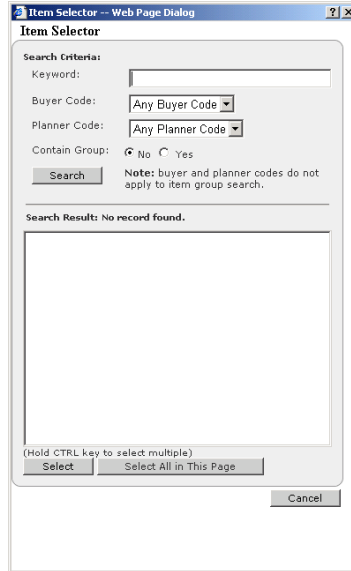 Item Selector -- Web Page Dialog
Item Selector
Search Criteria:
Keyword:
Buyer Code: Any Buyer Code
Planner Code: Any Planner Code
Contain Group: No Yes
Search Note: buyer and planner codes do not
apply to item group search.
Search Result: No record found.
(Hold CTRL key to select multiple)
Select Select All in This Page
Cancel